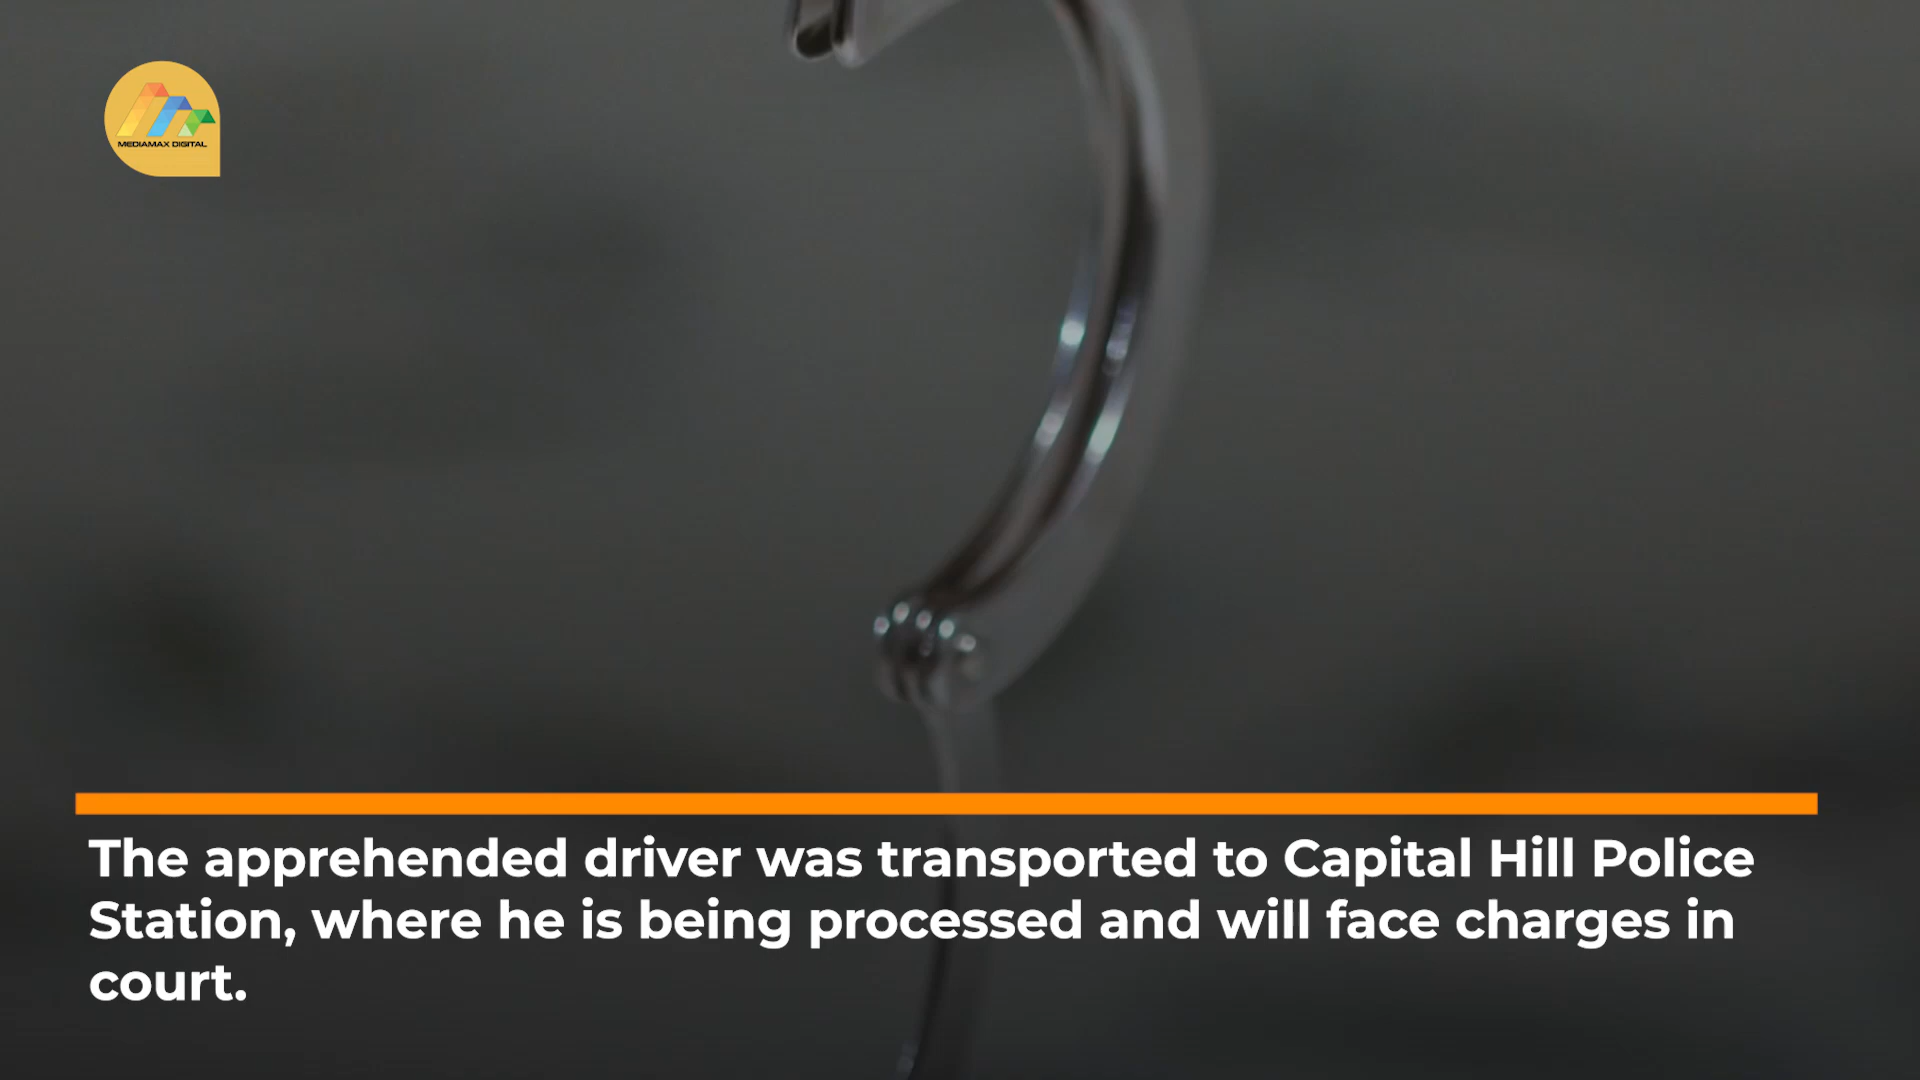 MEDIAMAX DIGITAL
The apprehended driver was transported to Capital Hill Police
Station, where he is being processed and will face charges in
court.